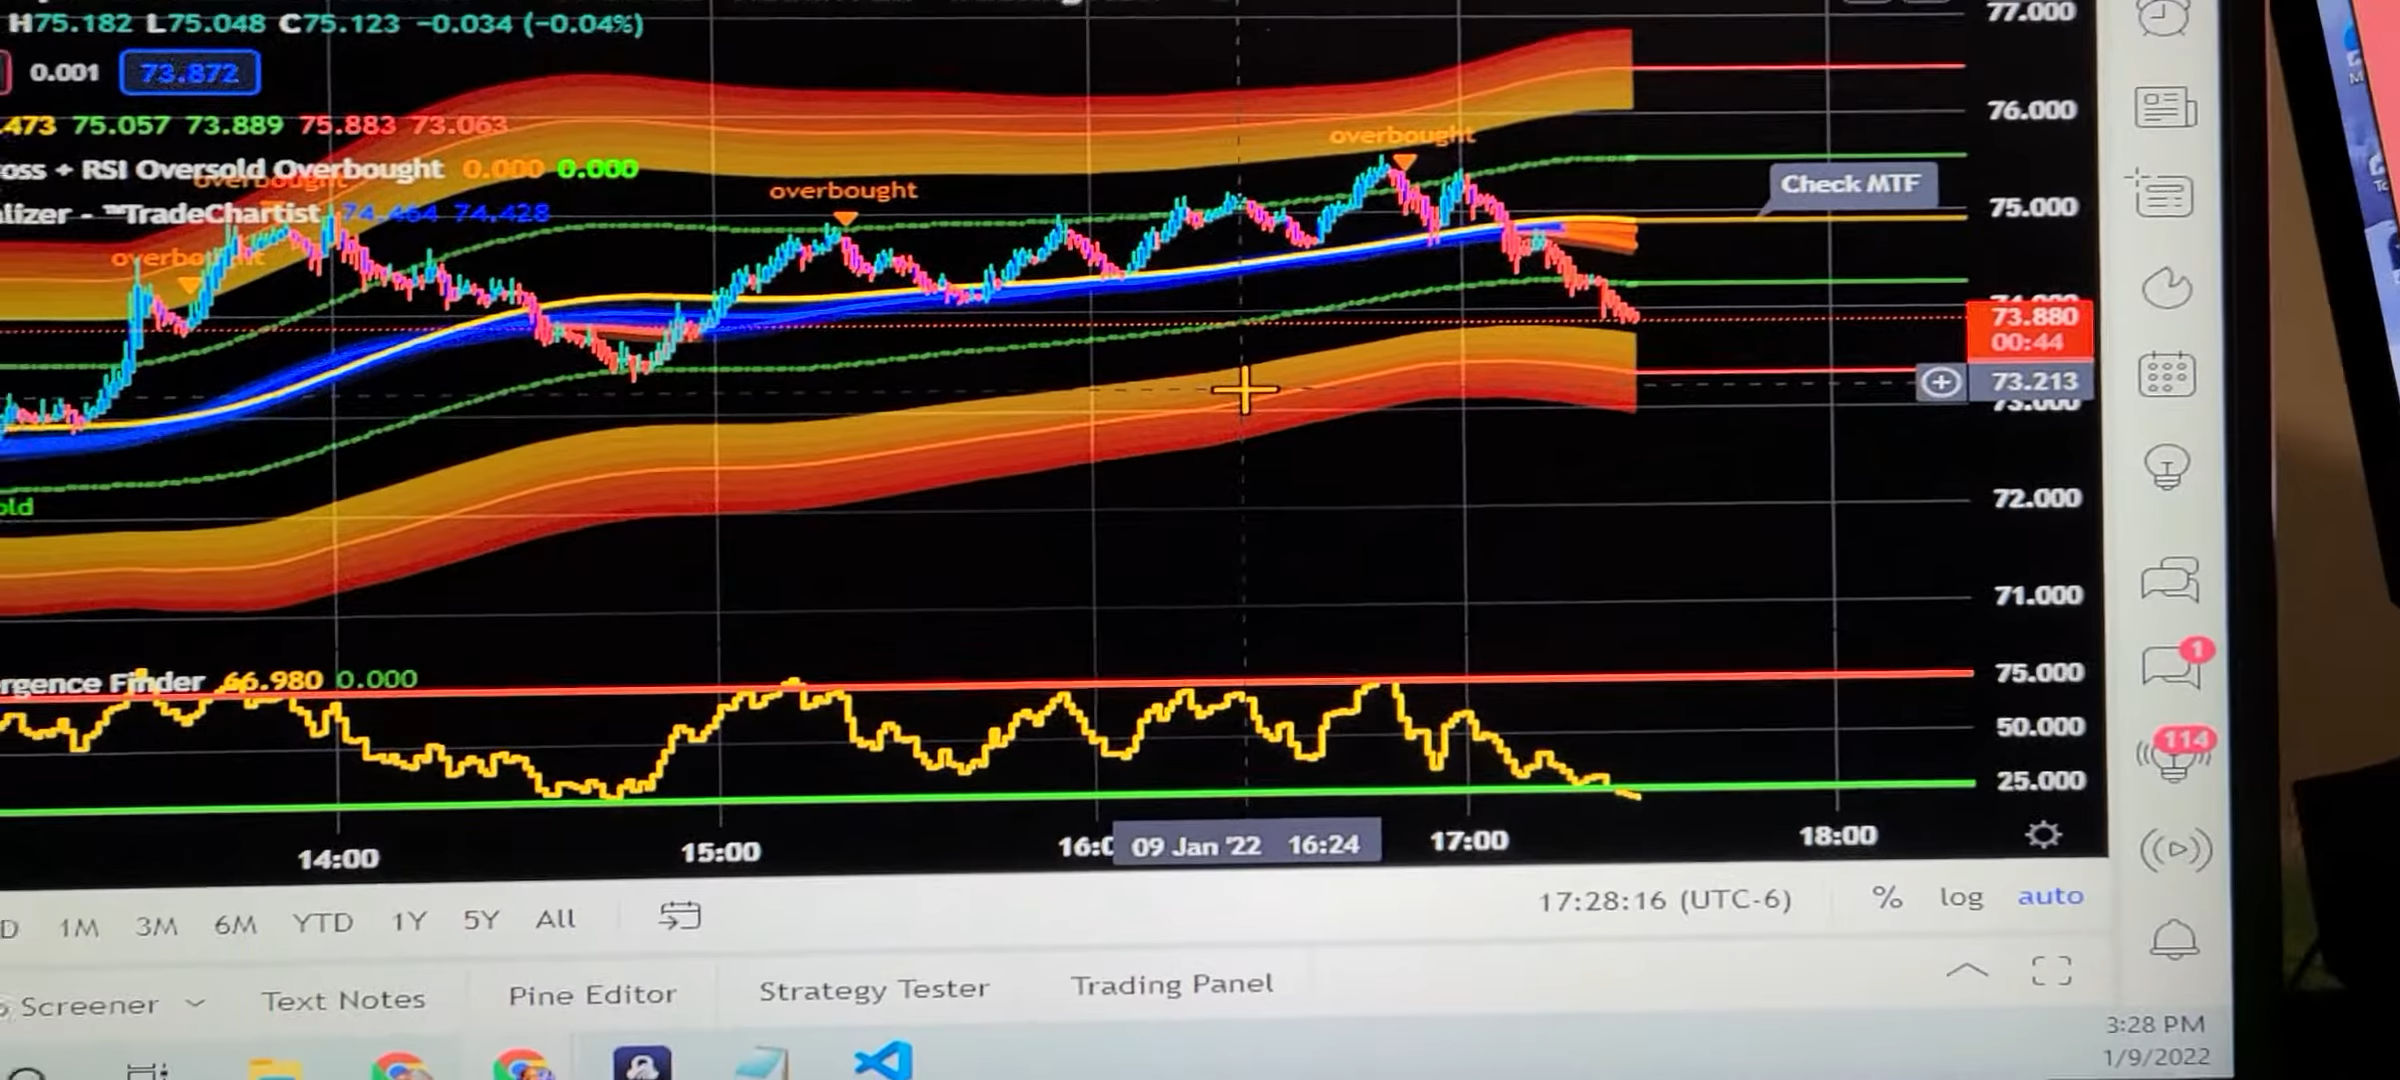 77.000
H75.182 L75.048 C75.123 −0.034 (−0.04%)
0.001 73.872
.473 75.057 73.889 75.883 73.063
oss + RSI Oversold Overbought 0.000 0.000
overbought
alizer - ™TradeChartist 74.464 74.428
overbought
overbought
overbought
76.000
Check MTF
75.000
73.880
00:44
73.213
73.000
72.000
71.000
old
rgence Finder 66.980 0.000
75.000
50.000
25.000
14:00 15:00 16:0 09 Jan '22 16:24 17:00 18:00
1
114
D 1M 3M 6M YTD 1Y 5Y All
17:28:16 (UTC-6) % log auto
Screener Text Notes Pine Editor Strategy Tester Trading Panel
3:28 PM
1/9/2022